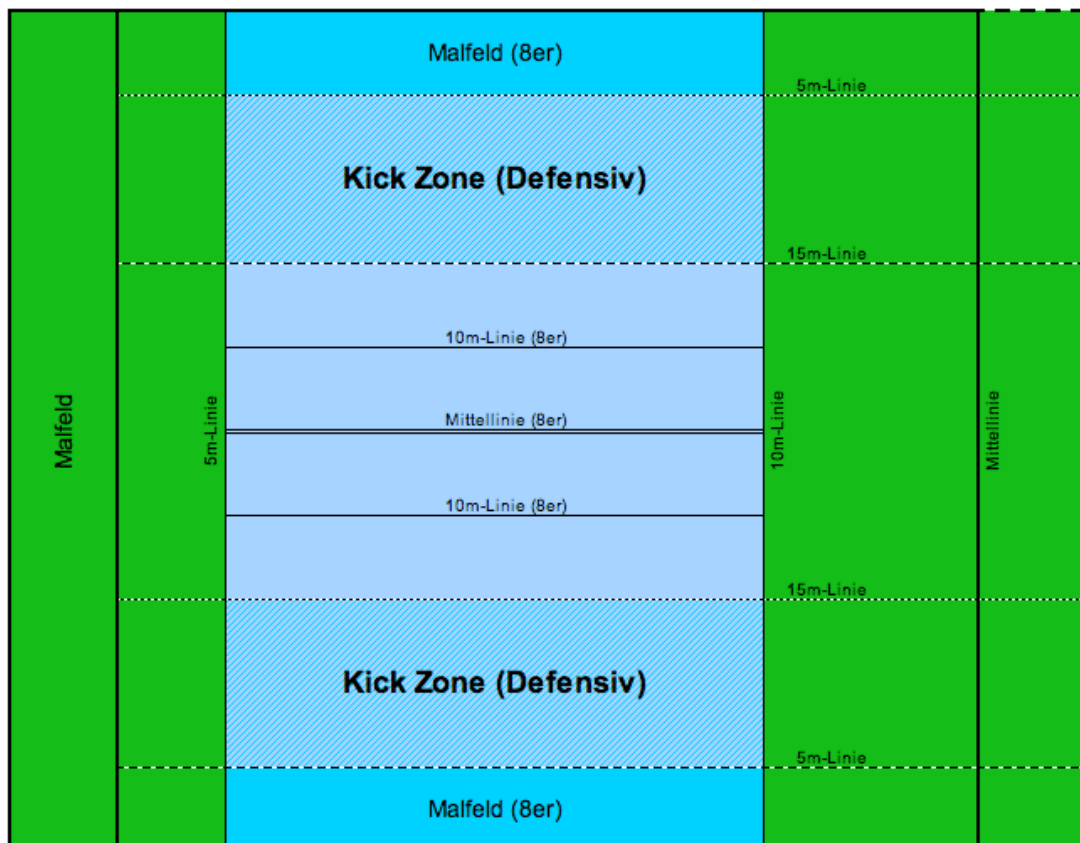 Malfeld (8er)
5m-Linie
Kick Zone (Defensiv)
15m-Linie
10m-Linie (8er)
Malfeld
5m-Linie
Mittellinie (8er)
10m-Linie
Mittellinie
10m-Linie (8er)
15m-Linie
Kick Zone (Defensiv)
5m-Linie
Malfeld (8er)